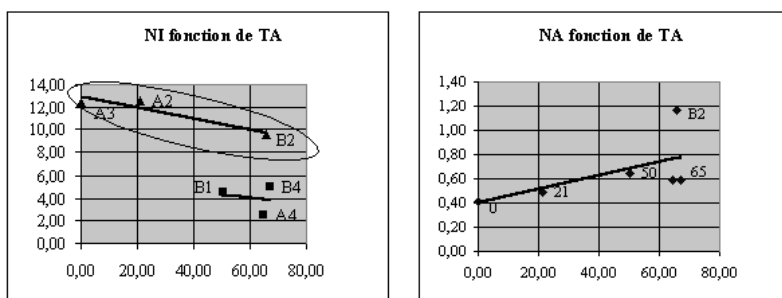 NI fonction de TA
14,00
12,00
10,00
8,00
6,00
4,00
2,00
0,00
A3
A2
B2
B1
B4
A4
0,00 20,00 40,00 60,00 80,00
NA fonction de TA
1,40
1,20
1,00
0,80
0,60
0,40
0,20
0,00
B2
0
21
50
65
0,00 20,00 40,00 60,00 80,00